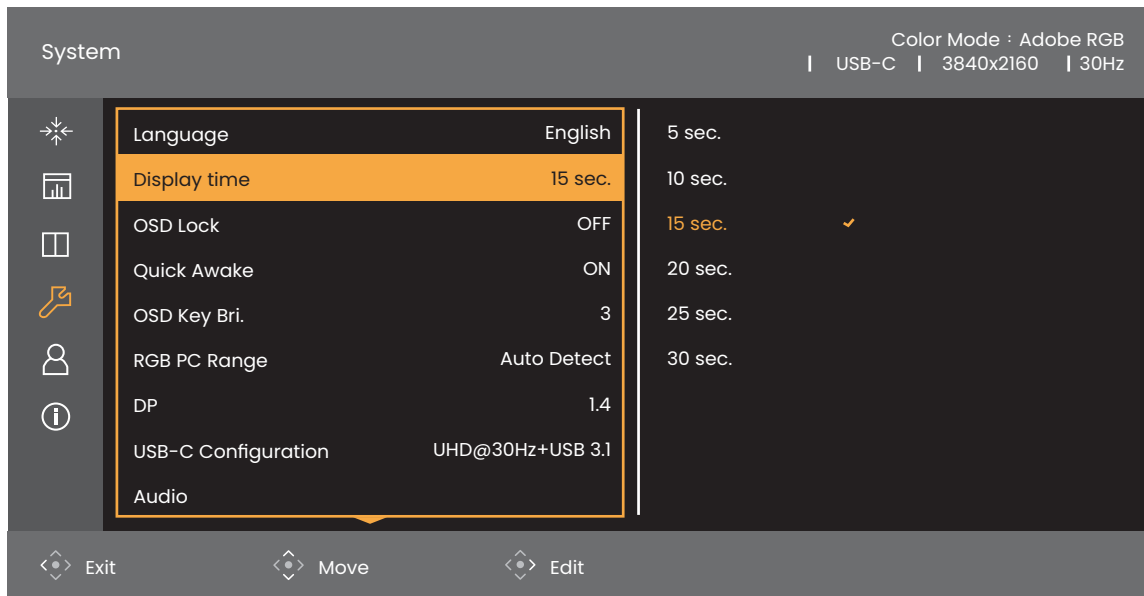 System
Color Mode : Adobe RGB
| USB-C | 3840x2160 | 30Hz
Language English
Display time 15 sec.
OSD Lock OFF
Quick Awake ON
OSD Key Bri. 3
RGB PC Range Auto Detect
DP 1.4
USB-C Configuration UHD@30Hz+USB 3.1
Audio
5 sec.
10 sec.
15 sec.
20 sec.
25 sec.
30 sec.
Exit Move Edit